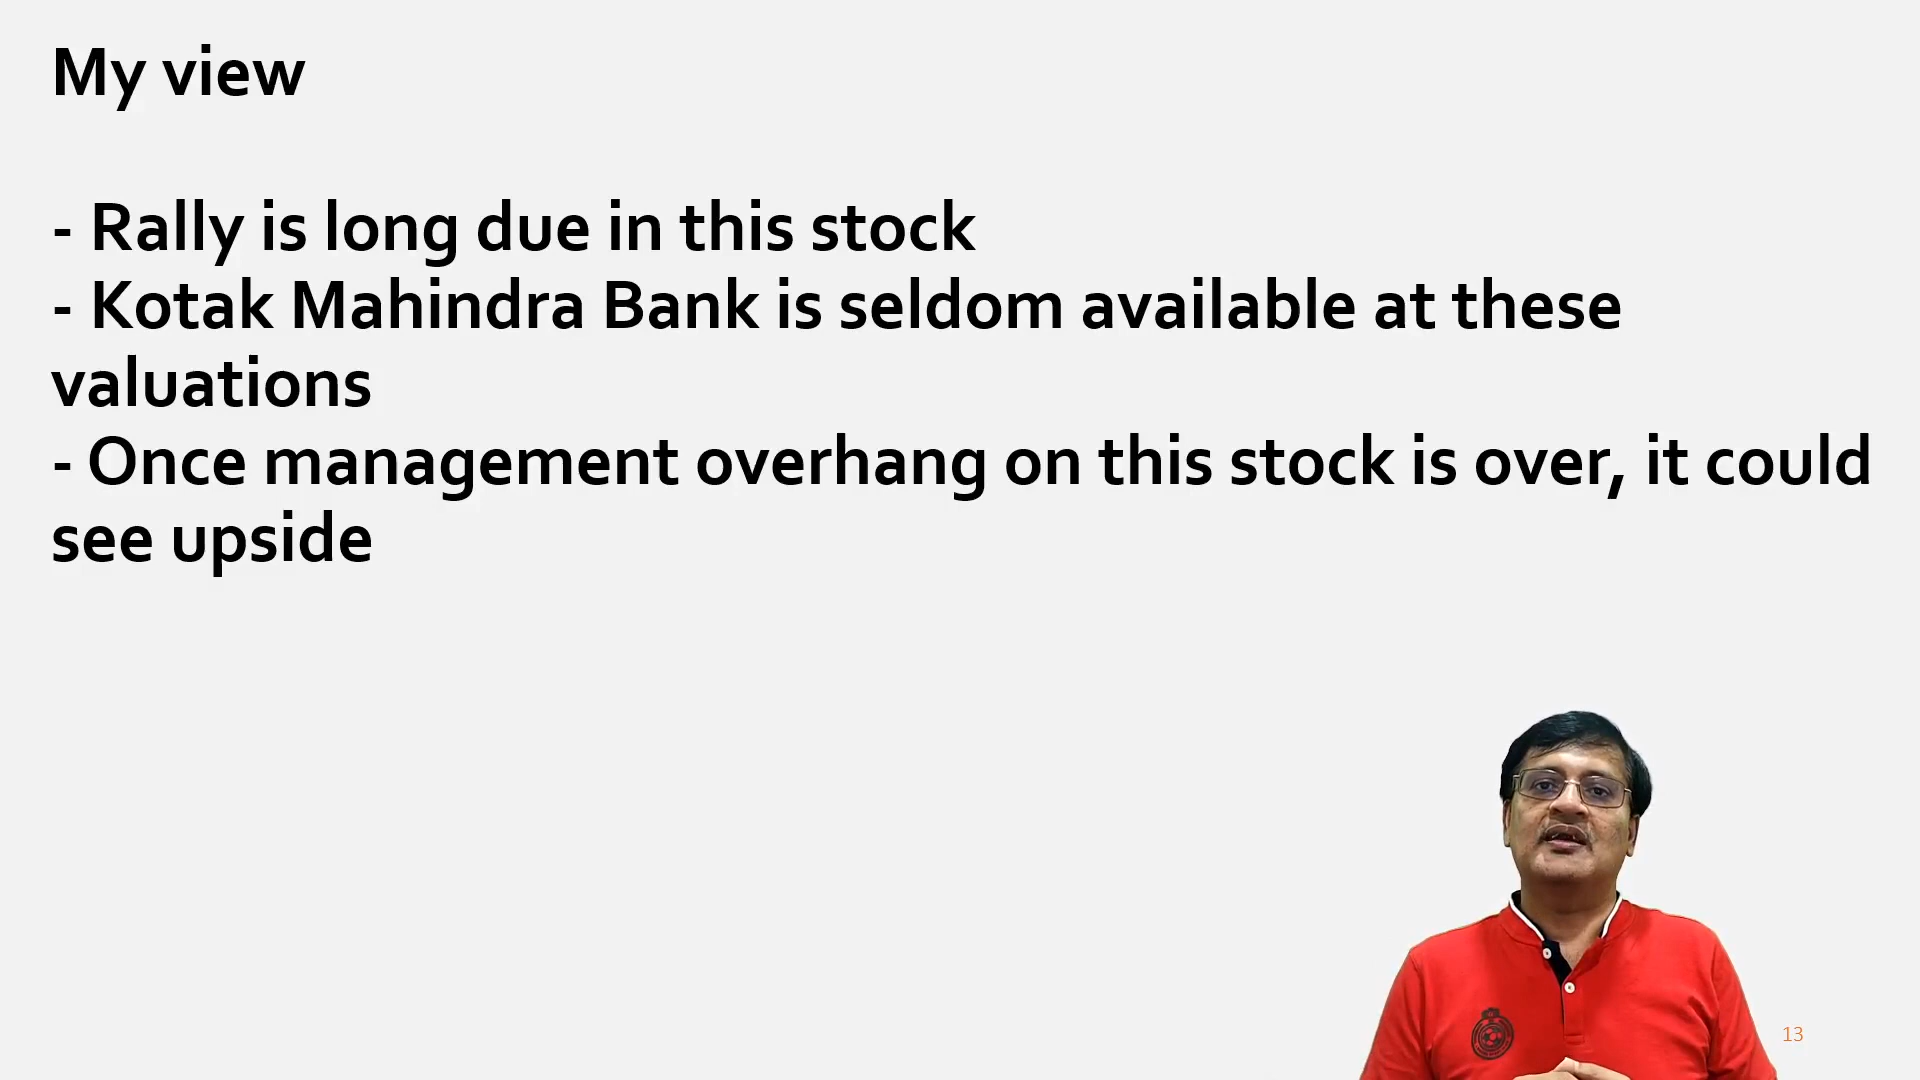 My view
- Rally is long due in this stock
- Kotak Mahindra Bank is seldom available at these
valuations
- Once management overhang on this stock is over, it could
see upside
13